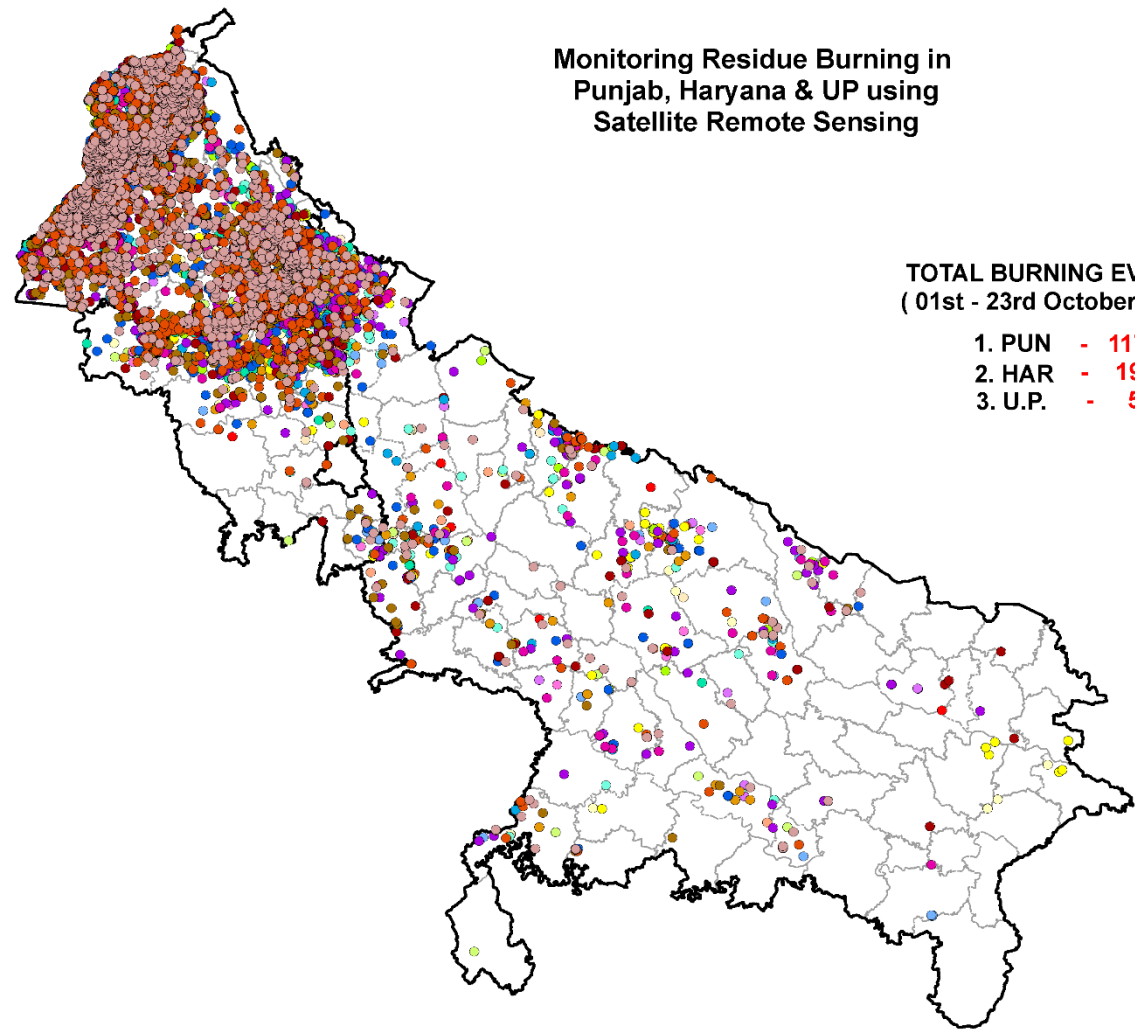 Monitoring Residue Burning in
Punjab, Haryana & UP using
Satellite Remote Sensing
TOTAL BURNING
( 01st - 23rd October
1. PUN -
2. HAR -
3. U.P. -